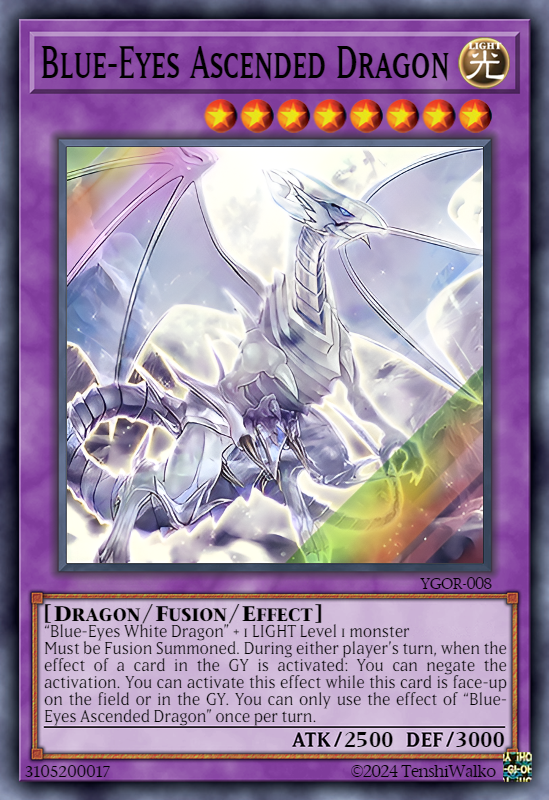 Blue-Eyes Ascended Dragon
LIGHT
光
YGOR-008
[Dragon/Fusion/Effect]
“Blue-Eyes White Dragon” + 1 LIGHT Level 1 monster
Must be Fusion Summoned. During either player’s turn, when the
effect of a card in the GY is activated: You can negate the
activation. You can activate this effect while this card is face-up
on the field or in the GY. You can only use the effect of “Blue-
Eyes Ascended Dragon” once per turn.
ATK/2500 DEF/3000
3105200017
©2024 TenshiWalko